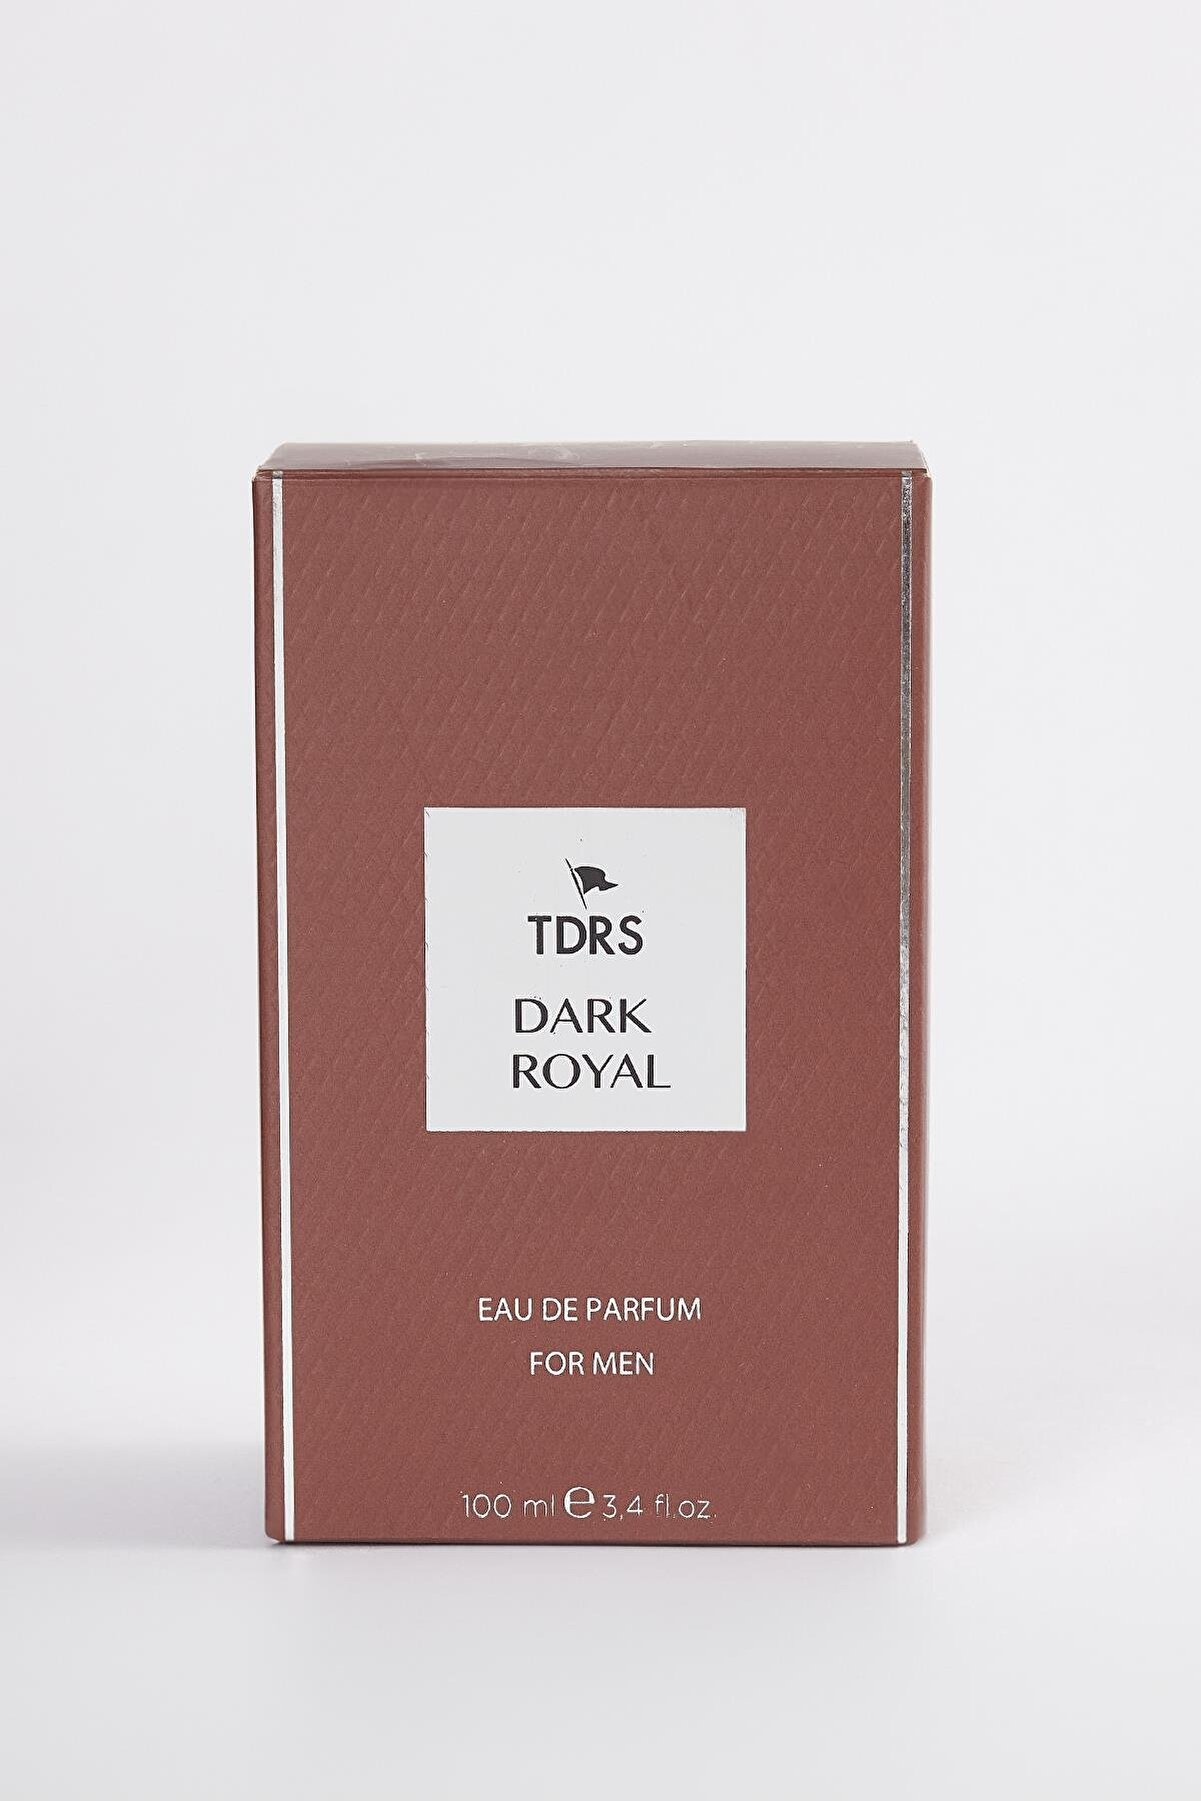 TDRS
DARK
ROYAL
EAU DE PARFUM
FOR MEN
100 ml ℮ 3,4 fl.oz.